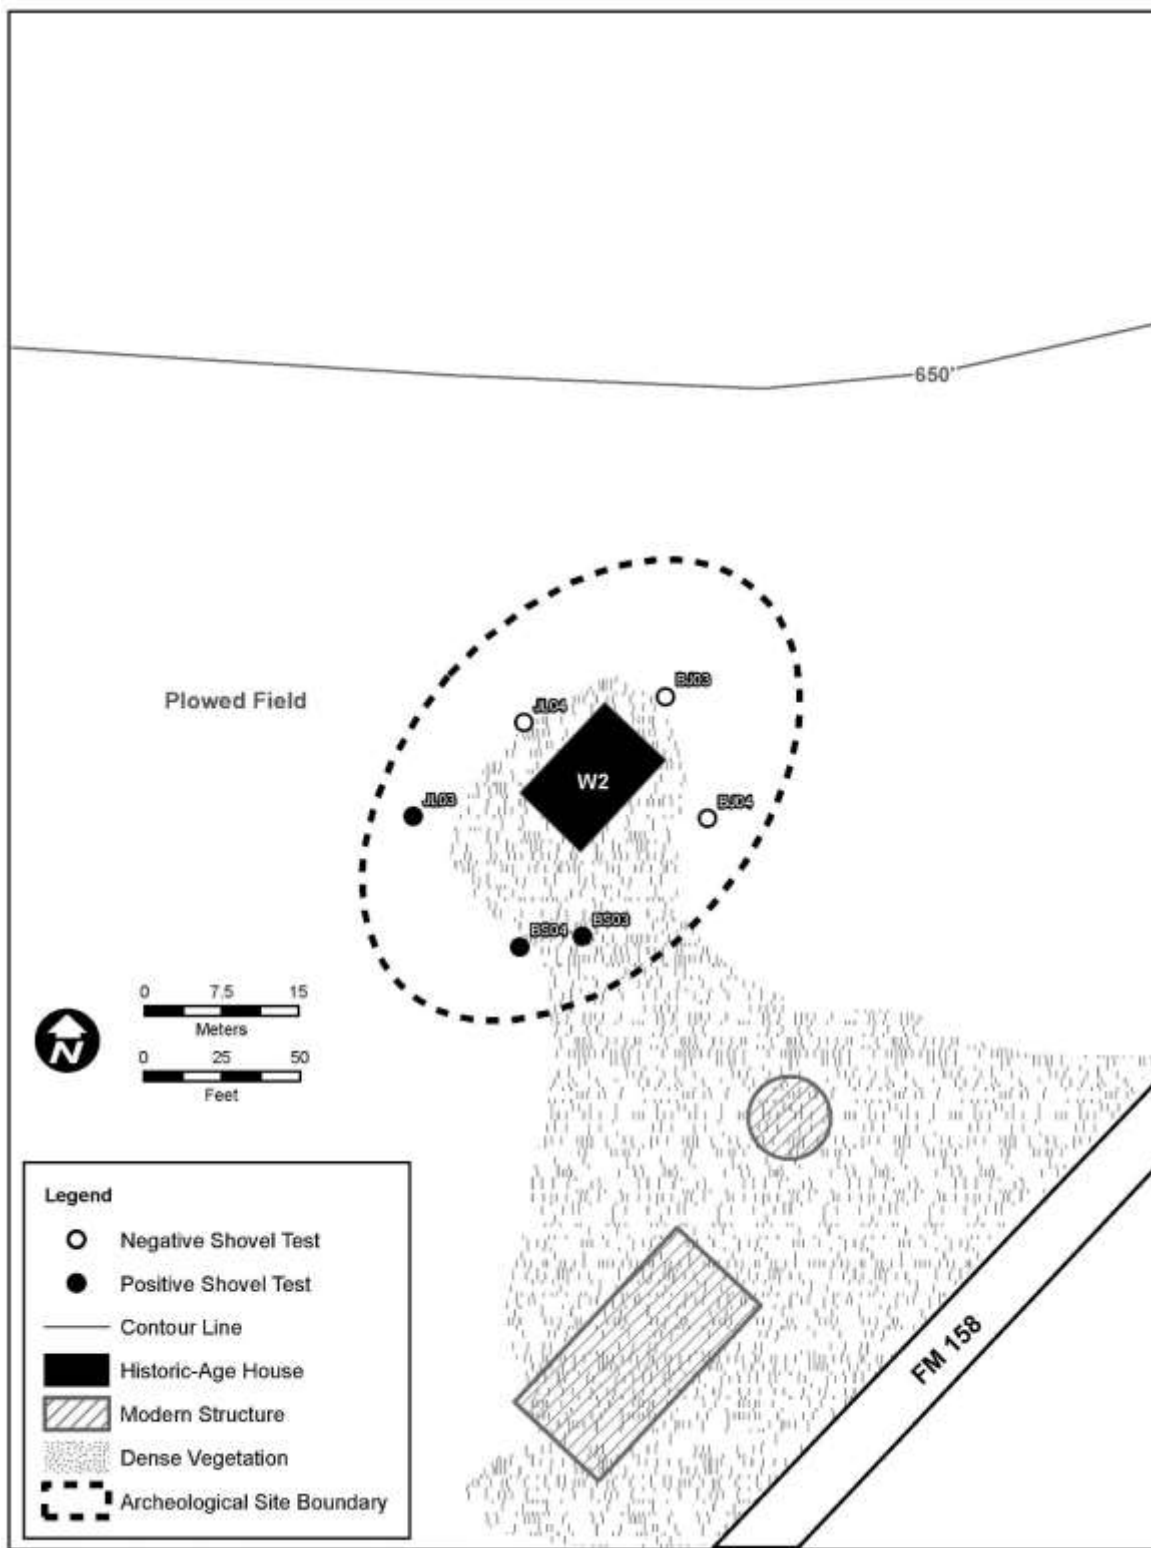 650'
Plowed Field
BJ03
JL04
W2
JL03
BJ04
BS04
BS03
0 7.5 15
Meters
N
0 25 50
Feet
Legend
Negative Shovel Test
Positive Shovel Test
Contour Line
Historic-Age House
Modern Structure
Dense Vegetation
Archeological Site Boundary
FM 158